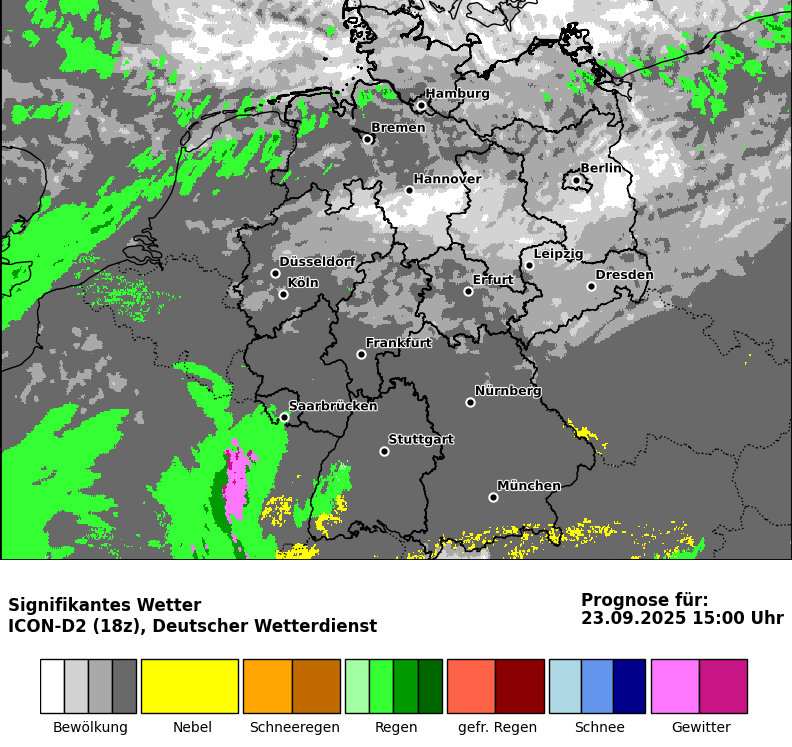 Hamburg
Bremen
Berlin
Hannover
Leipzig
Düsseldorf
Dresden
Köln
Erfurt
Frankfurt
Nürnberg
Saarbrücken
Stuttgart
München
Signifikantes Wetter
ICON-D2 (18z), Deutscher Wetterdienst
Prognose für:
23.09.2025 15:00 Uhr
Bewölkung Nebel Schneeregen Regen gefr. Regen Schnee Gewitter